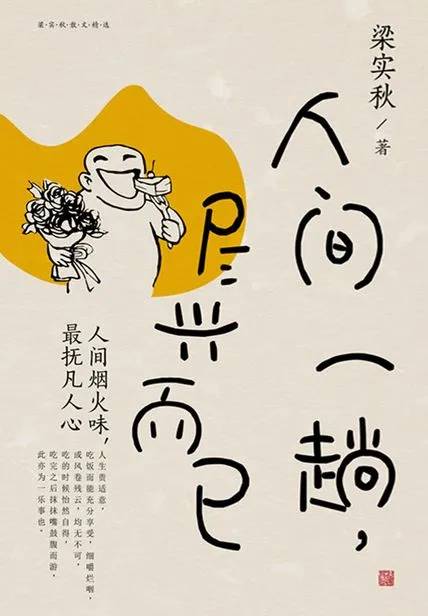 梁·实·秋·散·文·精·选
梁实秋/著
人间一趟，
尽兴而已
人间烟火味，
最抚凡人心
人生贵适意，
吃饭而能充分享受，细嚼烂咽，
或风卷残云，均无不可，
吃的时候怡然自得，
吃完之后抹抹嘴鼓腹而游，
此亦为一乐事也。